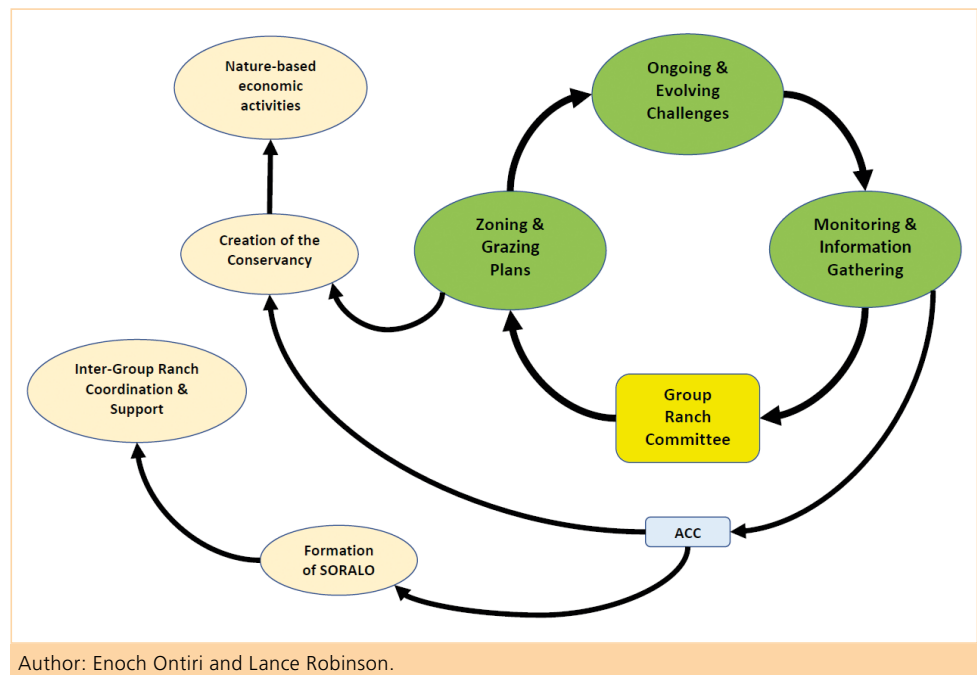 Nature-based
economic
activities
Ongoing &
Evolving
Challenges
Creation of the
Conservancy
Zoning &
Grazing
Plans
Monitoring &
Information
Gathering
Inter-Group Ranch
Coordination &
Support
Group
Ranch
Committee
ACC
Formation
of SORALO
Author: Enoch Ontiri and Lance Robinson.